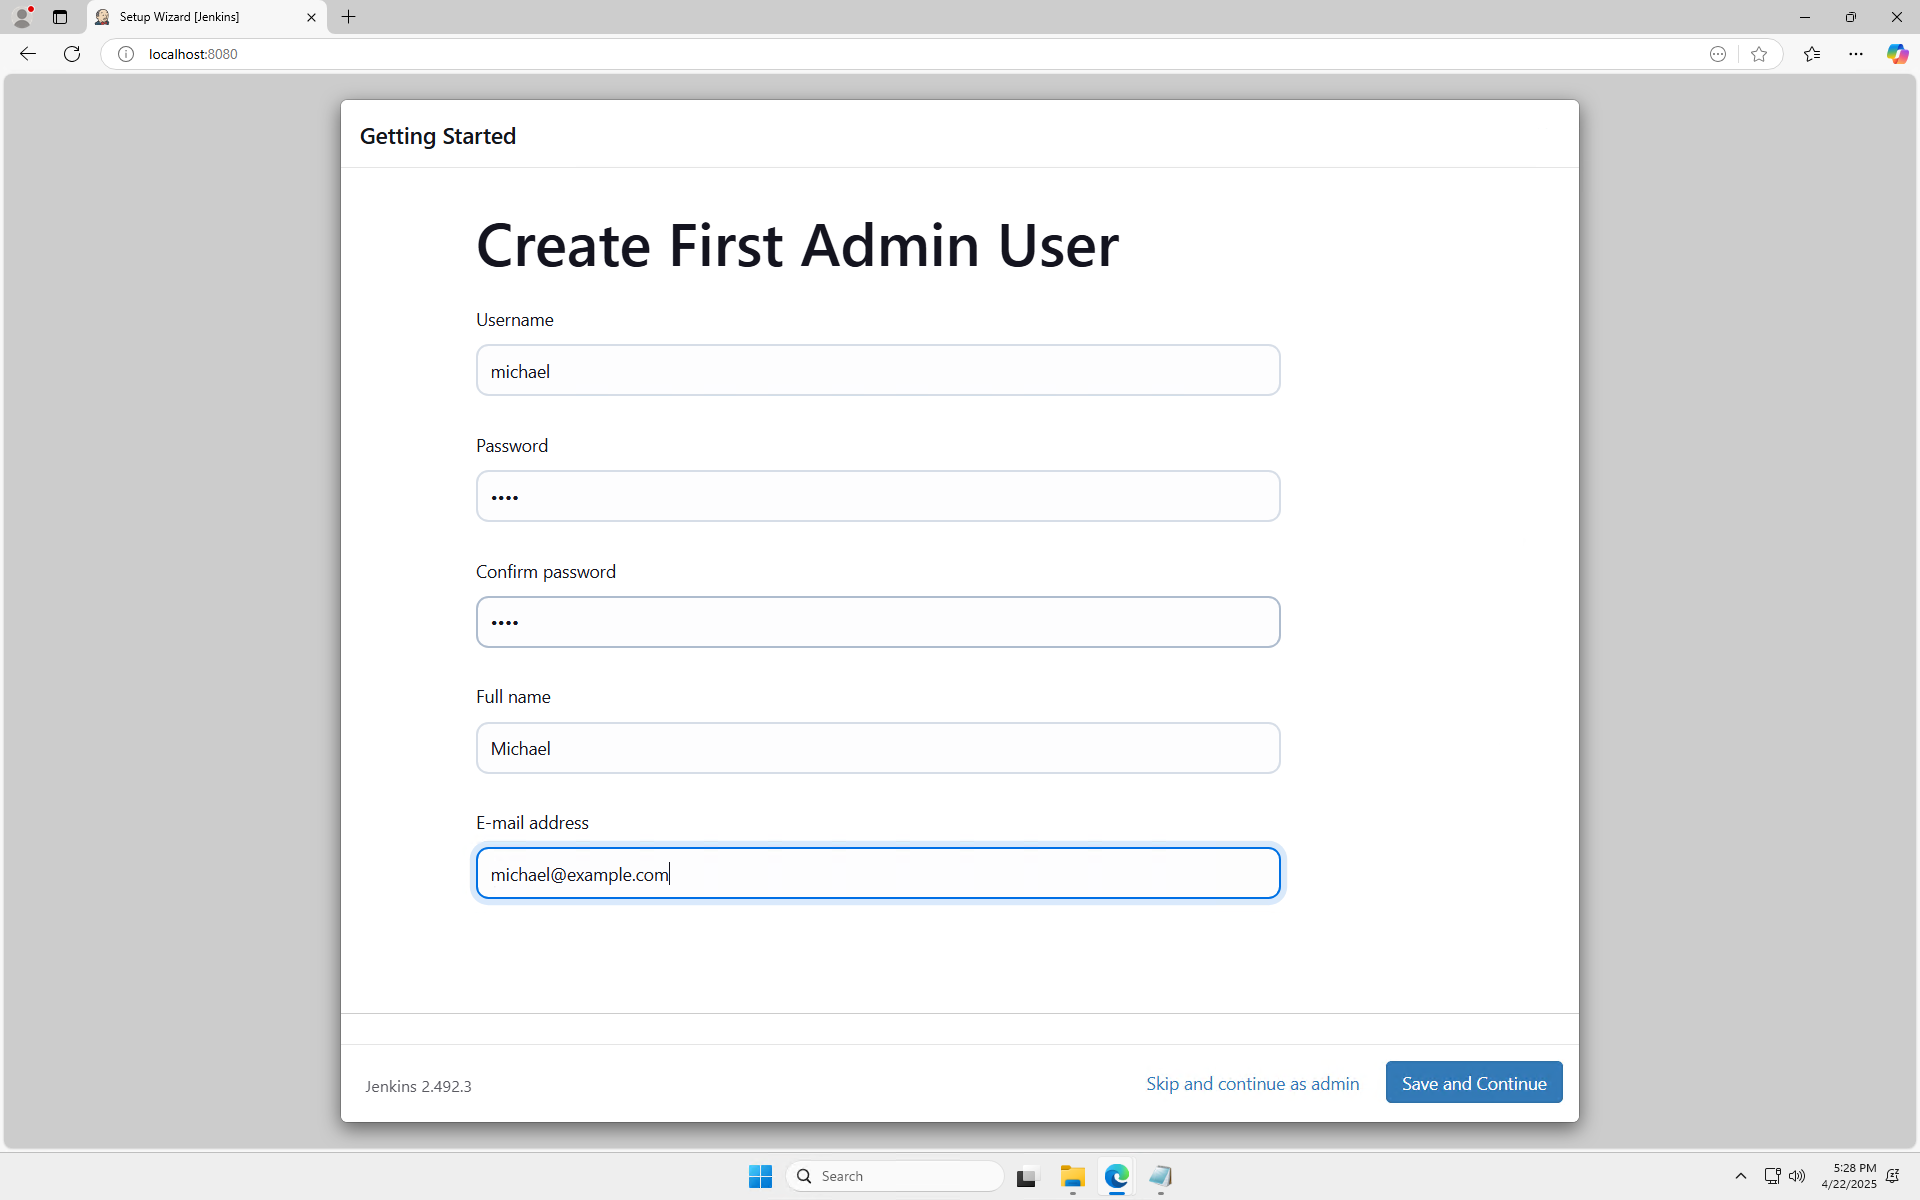 Setup Wizard [Jenkins]
localhost:8080
Getting Started
Create First Admin User
Username
michael
Password
••••
Confirm password
••••
Full name
Michael
E-mail address
michael@example.com
Jenkins 2.492.3
Skip and continue as admin
Save and Continue
Search
5:28 PM
4/22/2025